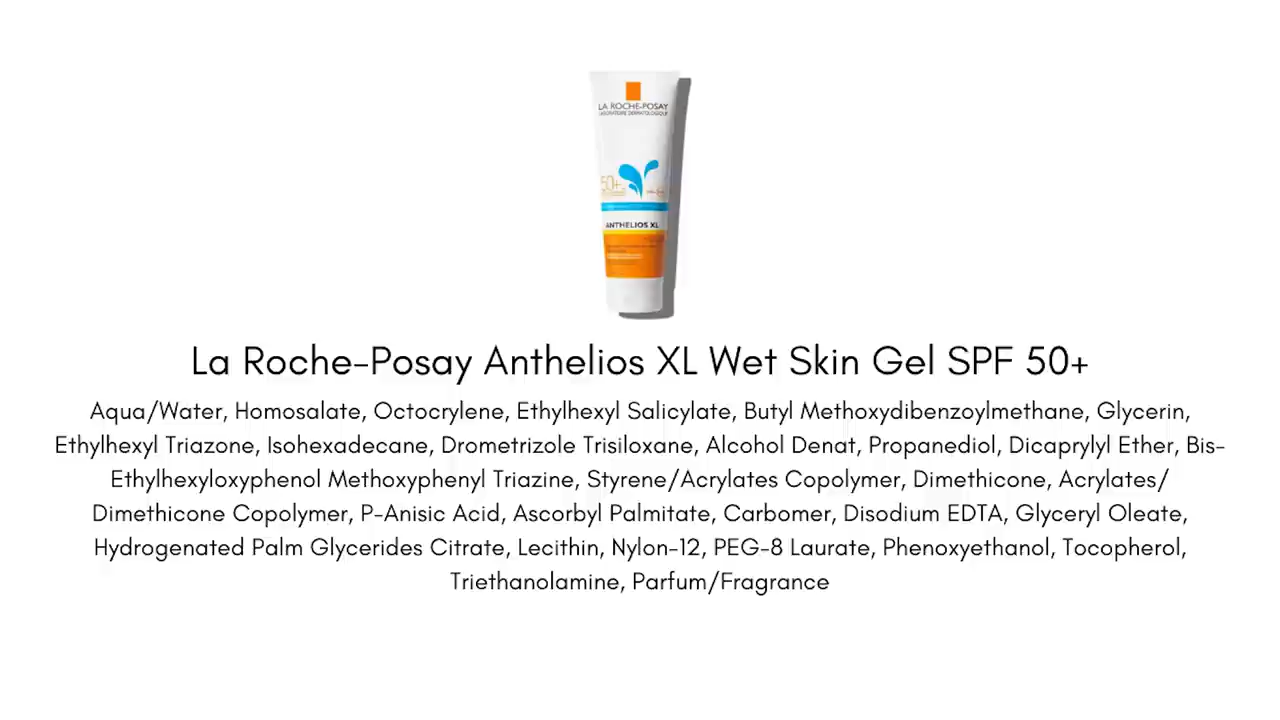 LA ROCHE-POSAY
LABORATOIRE DERMATOLOGIQUE
50+
ANTHELIOS XL
La Roche-Posay Anthelios XL Wet Skin Gel SPF 50+
Aqua/Water, Homosalate, Octocrylene, Ethylhexyl Salicylate, Butyl Methoxydibenzoylmethane, Glycerin,
Ethylhexyl Triazone, Isohexadecane, Drometrizole Trisiloxane, Alcohol Denat, Propanediol, Dicaprylyl Ether, Bis-
Ethylhexyloxyphenol Methoxyphenyl Triazine, Styrene/Acrylates Copolymer, Dimethicone, Acrylates/
Dimethicone Copolymer, P-Anisic Acid, Ascorbyl Palmitate, Carbomer, Disodium EDTA, Glyceryl Oleate,
Hydrogenated Palm Glycerides Citrate, Lecithin, Nylon-12, PEG-8 Laurate, Phenoxyethanol, Tocopherol,
Triethanolamine, Parfum/Fragrance